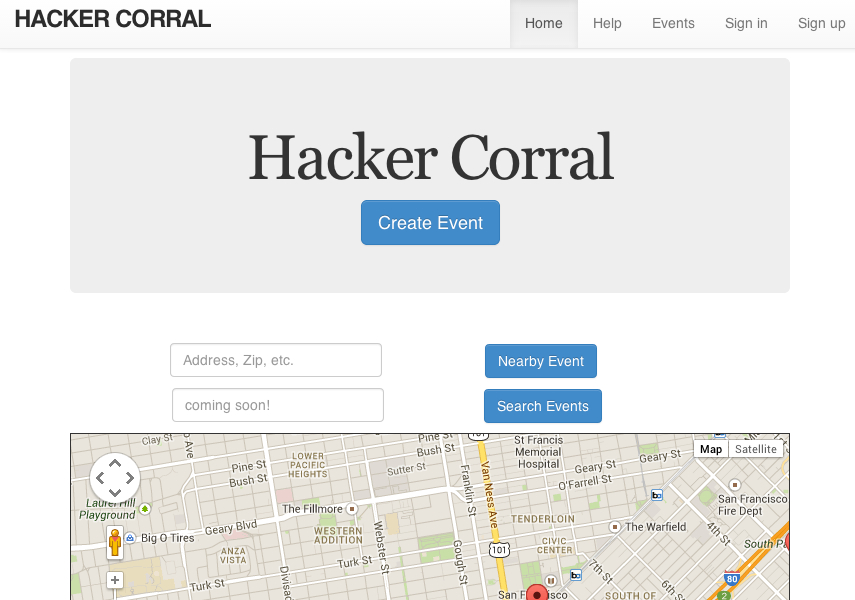 HACKER CORRAL
Home Help Events Sign in Sign up
Hacker Corral
Create Event
Address, Zip, etc.
Nearby Event
coming soon!
Search Events
Map Satellite
Clay St
Pine St
Bush St
LOWER
PACIFIC
HEIGHTS
Sutter St
Pine St
Bush St
101
St Francis
Memorial
Hospital
Geary St
O'Farrell St
Geary St
Laurel Hill
Playground
The Fillmore
Franklin St
Van Ness Ave
San Francisco
Fire Dept
Big O Tires
Geary Blvd
WESTERN
ADDITION
Webster St
TENDERLOIN
The Warfield
4th St
ANZA
VISTA
Gough St
101
CIVIC
CENTER
South P
Turk St
Turk St
Divisad
7th St
80
San Francisco
SOUTH OF
2